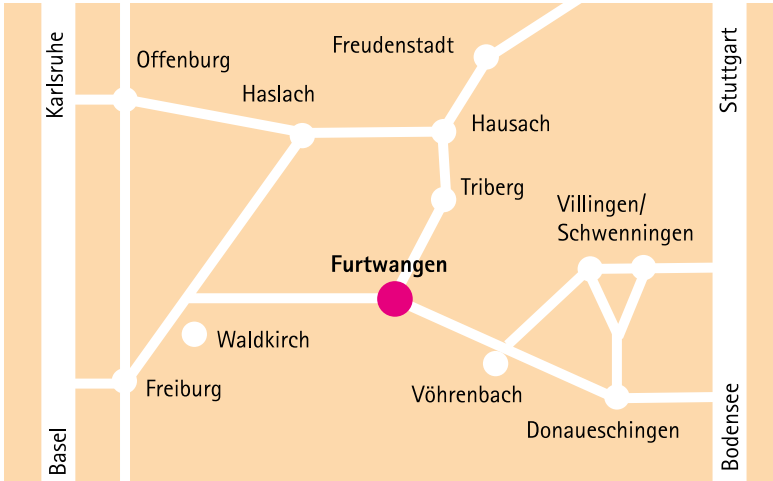 Karlsruhe
Offenburg
Freudenstadt
Stuttgart
Haslach
Hausach
Triberg
Villingen/
Schwenningen
Furtwangen
Waldkirch
Freiburg
Vöhrenbach
Donaueschingen
Basel
Bodensee